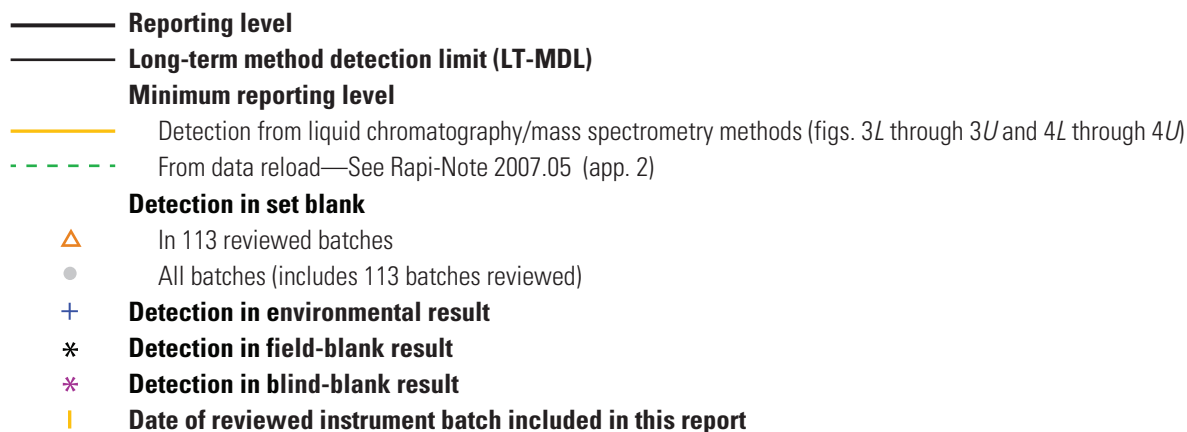 Reporting level
Long-term method detection limit (LT-MDL)
Minimum reporting level
Detection from liquid chromatography/mass spectrometry methods (figs. 3L through 3U and 4L through 4U)
From data reload—See Rapi-Note 2007.05 (app. 2)
Detection in set blank
In 113 reviewed batches
All batches (includes 113 batches reviewed)
Detection in environmental result
Detection in field-blank result
Detection in blind-blank result
Date of reviewed instrument batch included in this report